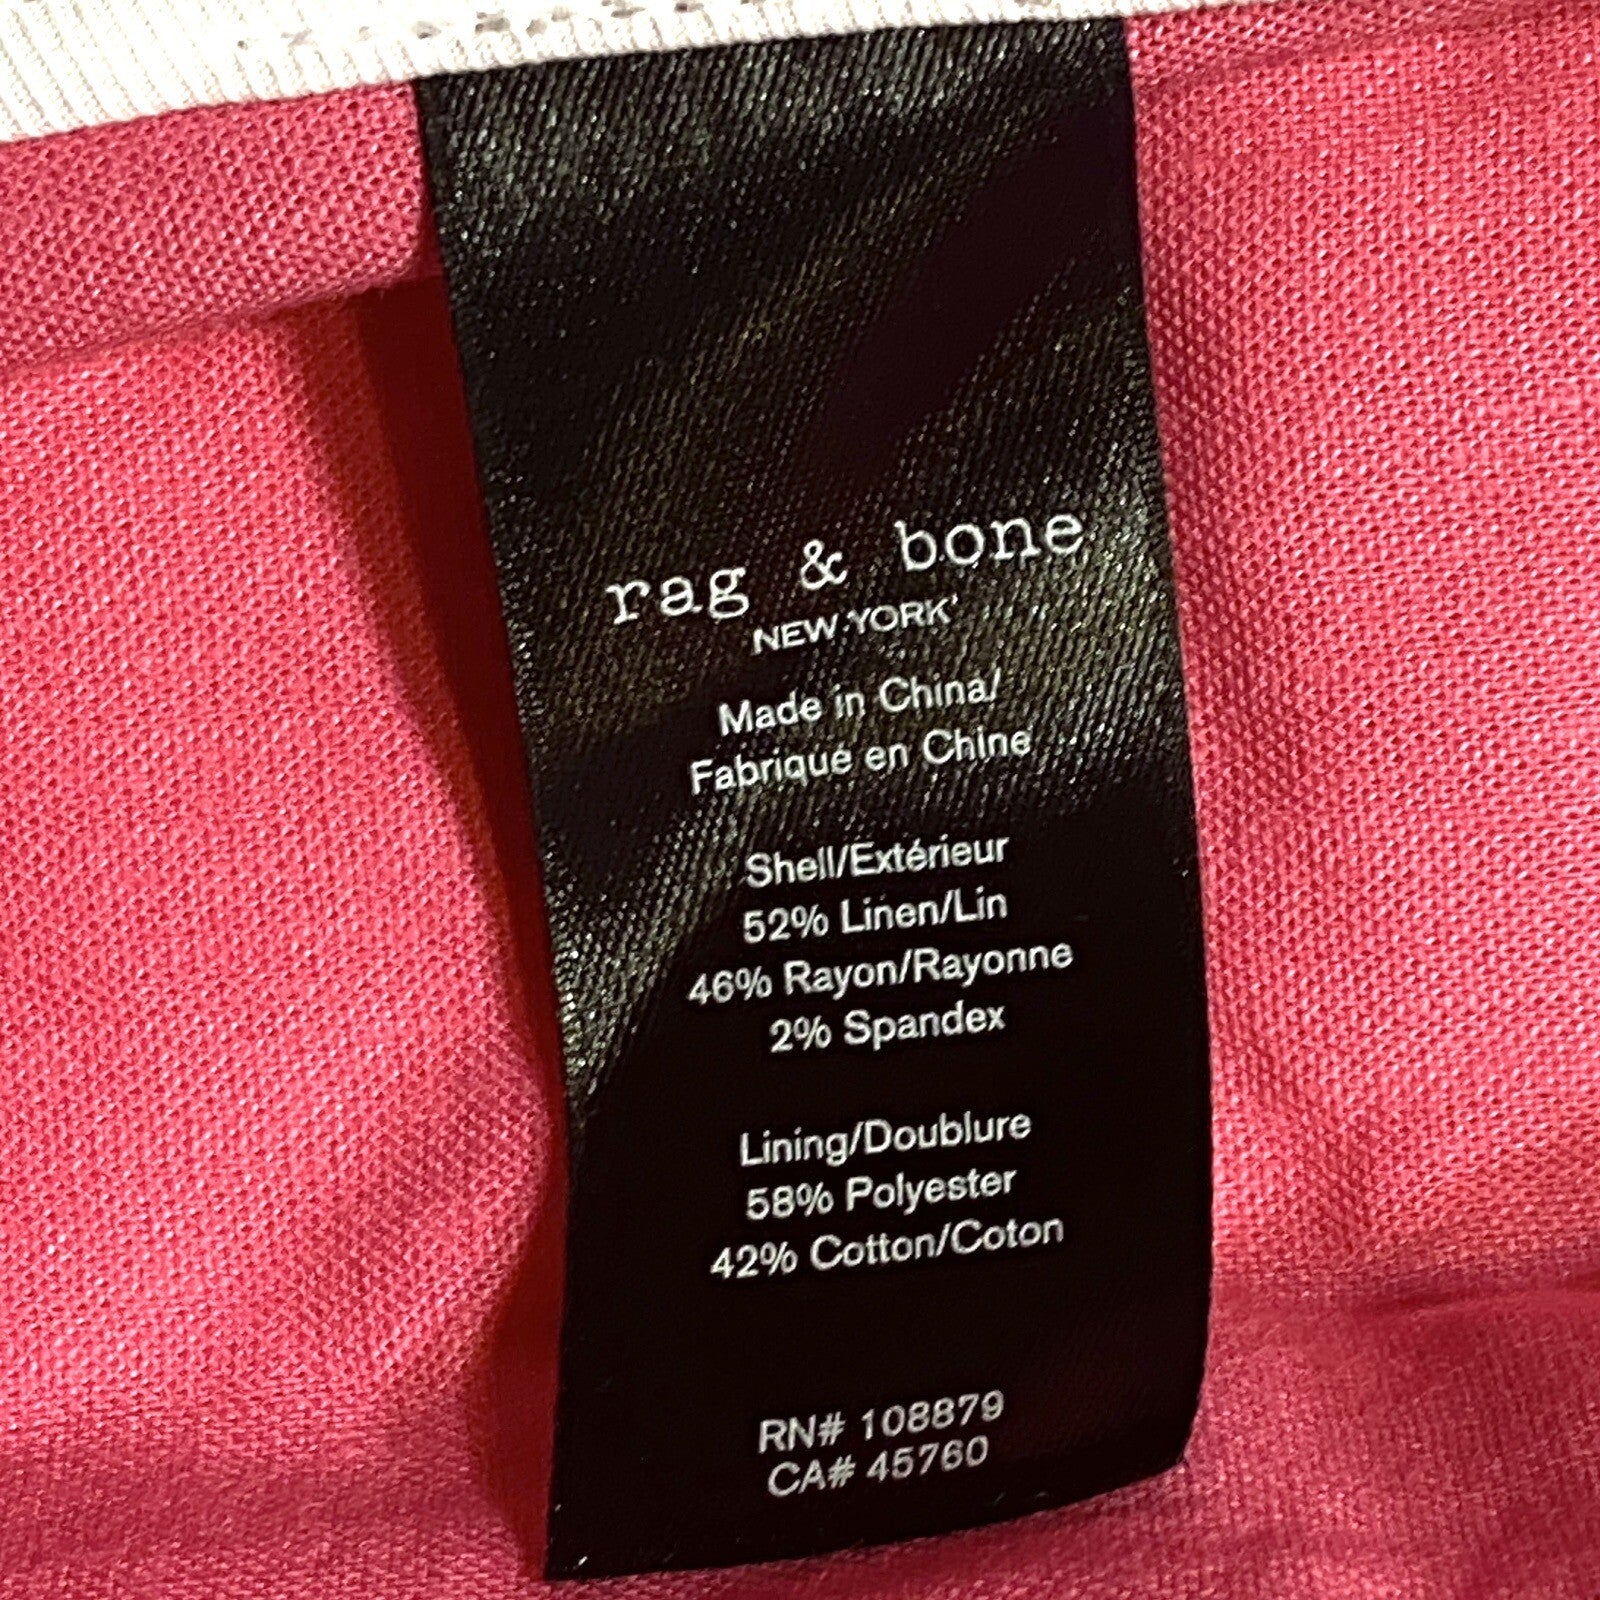 rag & bone
NEW YORK
Made in China/
Fabriqué en Chine
Shell/Extérieur
52% Linen/Lin
46% Rayon/Rayonne
2% Spandex
Lining/Doublure
58% Polyester
42% Cotton/Coton
RN# 108879
CA# 45760